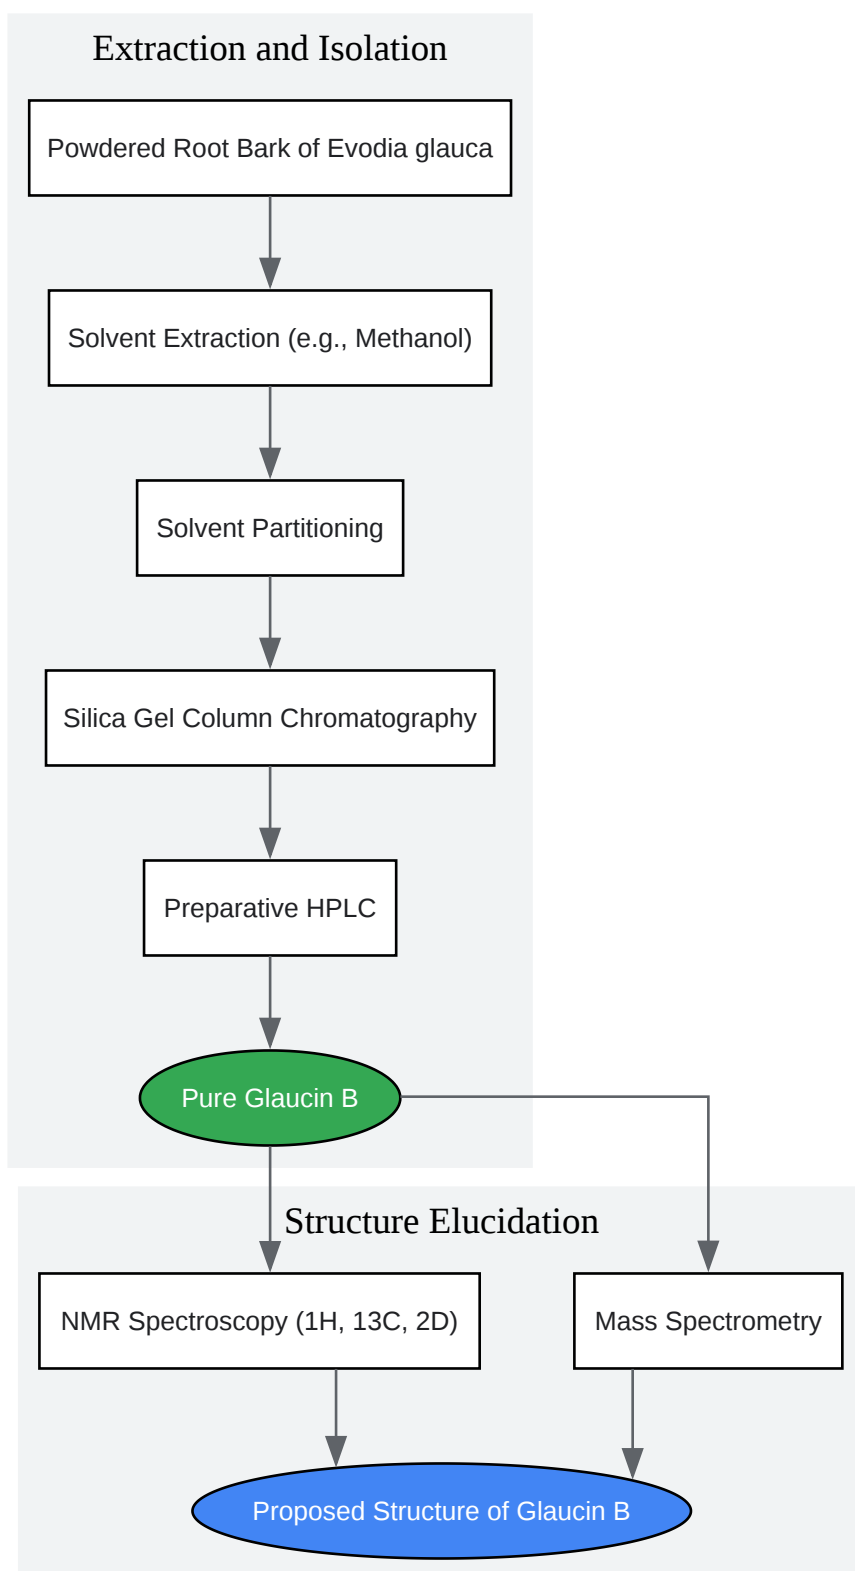 Extraction and Isolation
Powdered Root Bark of Evodia glauca
Solvent Extraction (e.g., Methanol)
Solvent Partitioning
Silica Gel Column Chromatography
Preparative HPLC
Pure Glaucin B
Structure Elucidation
NMR Spectroscopy (1H, 13C, 2D)
Mass Spectrometry
Proposed Structure of Glaucin B